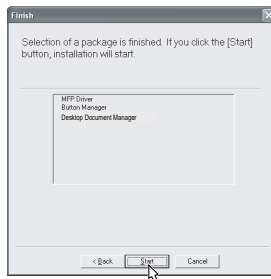 Finish
Selection of a package is finished. If you click the [Start]
button, installation will start.
MFP Driver
Button Manager
Desktop Document Manager
< Back
Start
Cancel